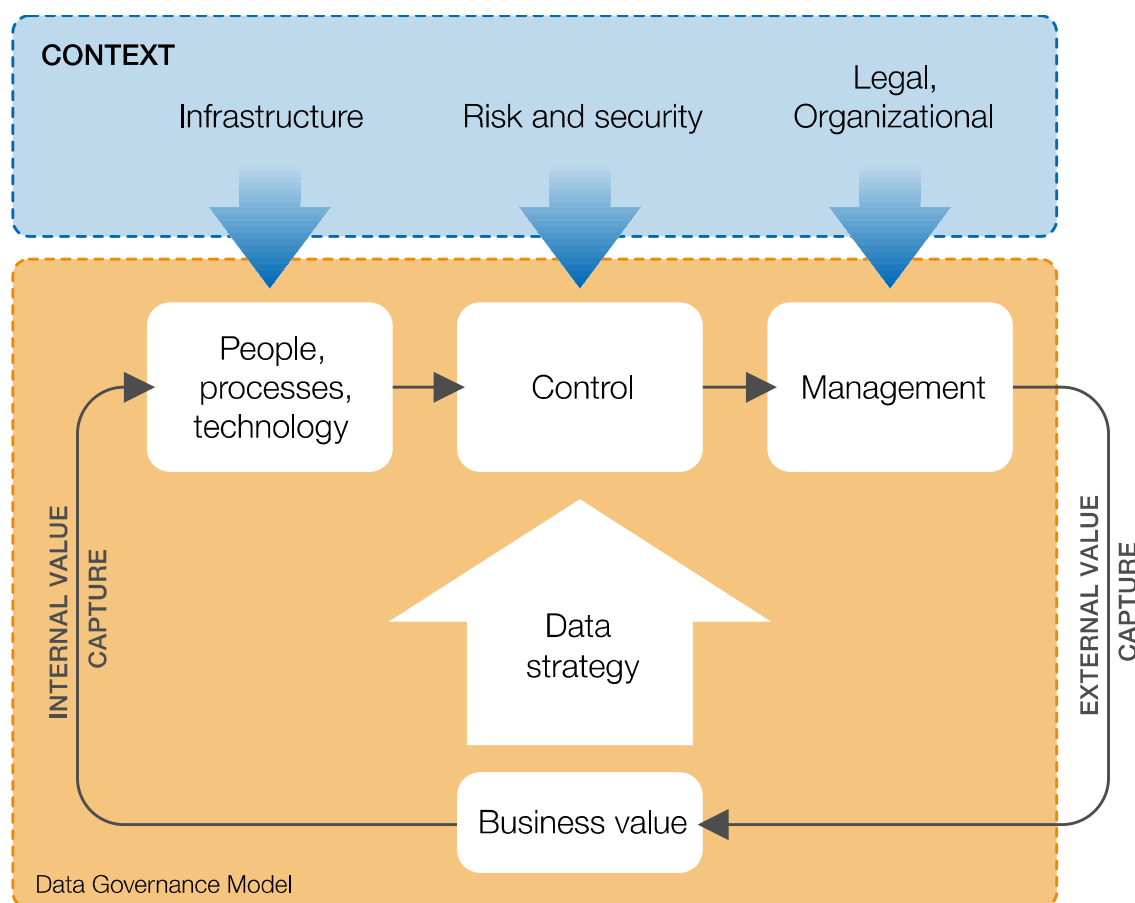 CONTEXT
Infrastructure
Risk and security
Legal,
Organizational
People,
processes,
technology
Control
Management
INTERNAL VALUE
CAPTURE
Data
strategy
EXTERNAL VALUE
CAPTURE
Business value
Data Governance Model